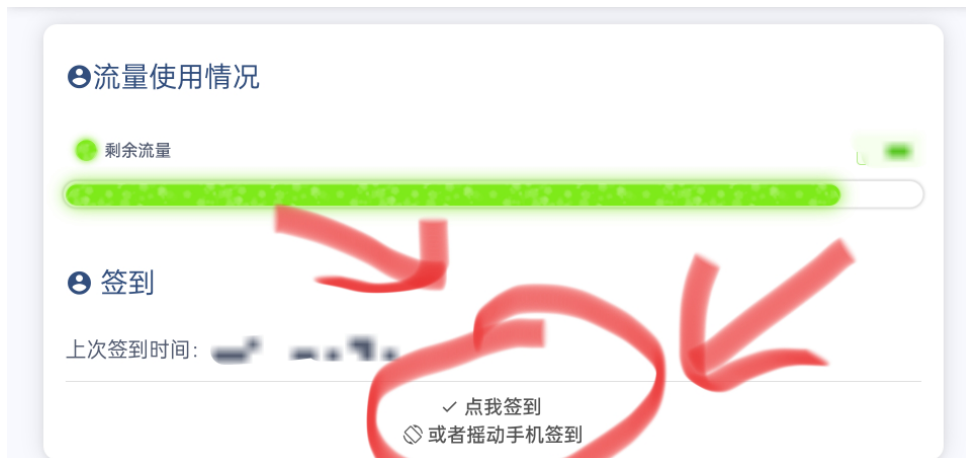 流量使用情况
剩余流量
签到
上次签到时间：
点我签到
或者摇动手机签到